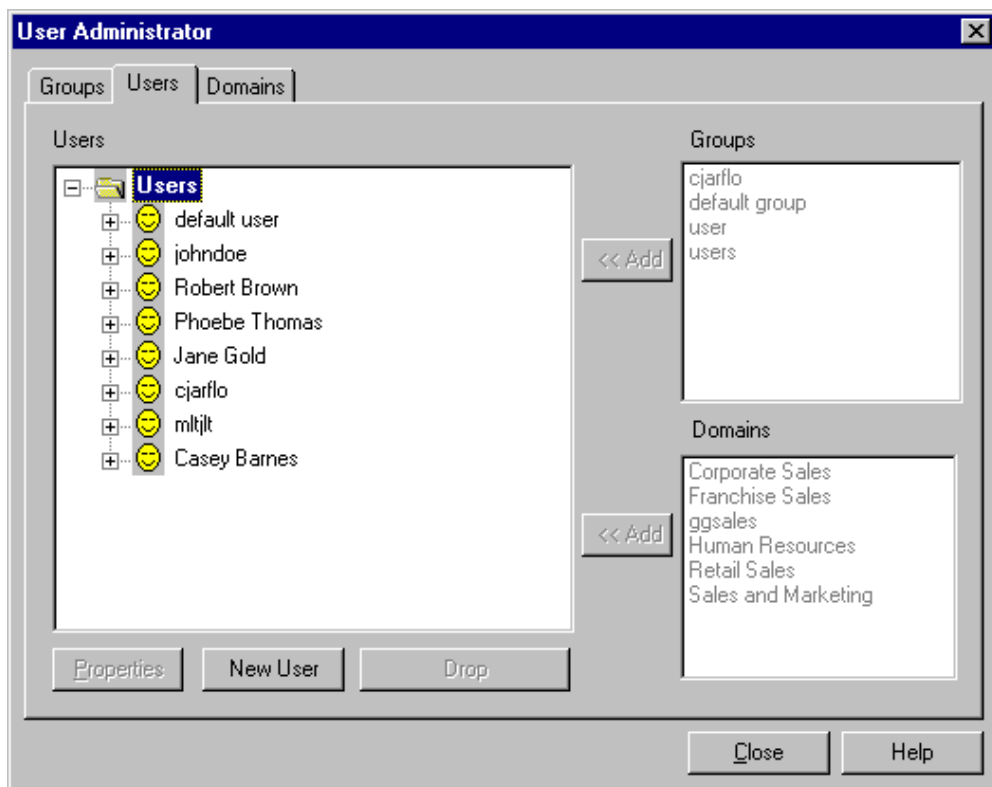 User Administrator
Groups
Users
Domains
Users
Users
default user
johndoe
Robert Brown
Phoebe Thomas
Jane Gold
cjarflo
mltjlt
Casey Barnes
<< Add
Groups
cjarflo
default group
user
users
<< Add
Domains
Corporate Sales
Franchise Sales
ggsales
Human Resources
Retail Sales
Sales and Marketing
Properties
New User
Drop
Close
Help